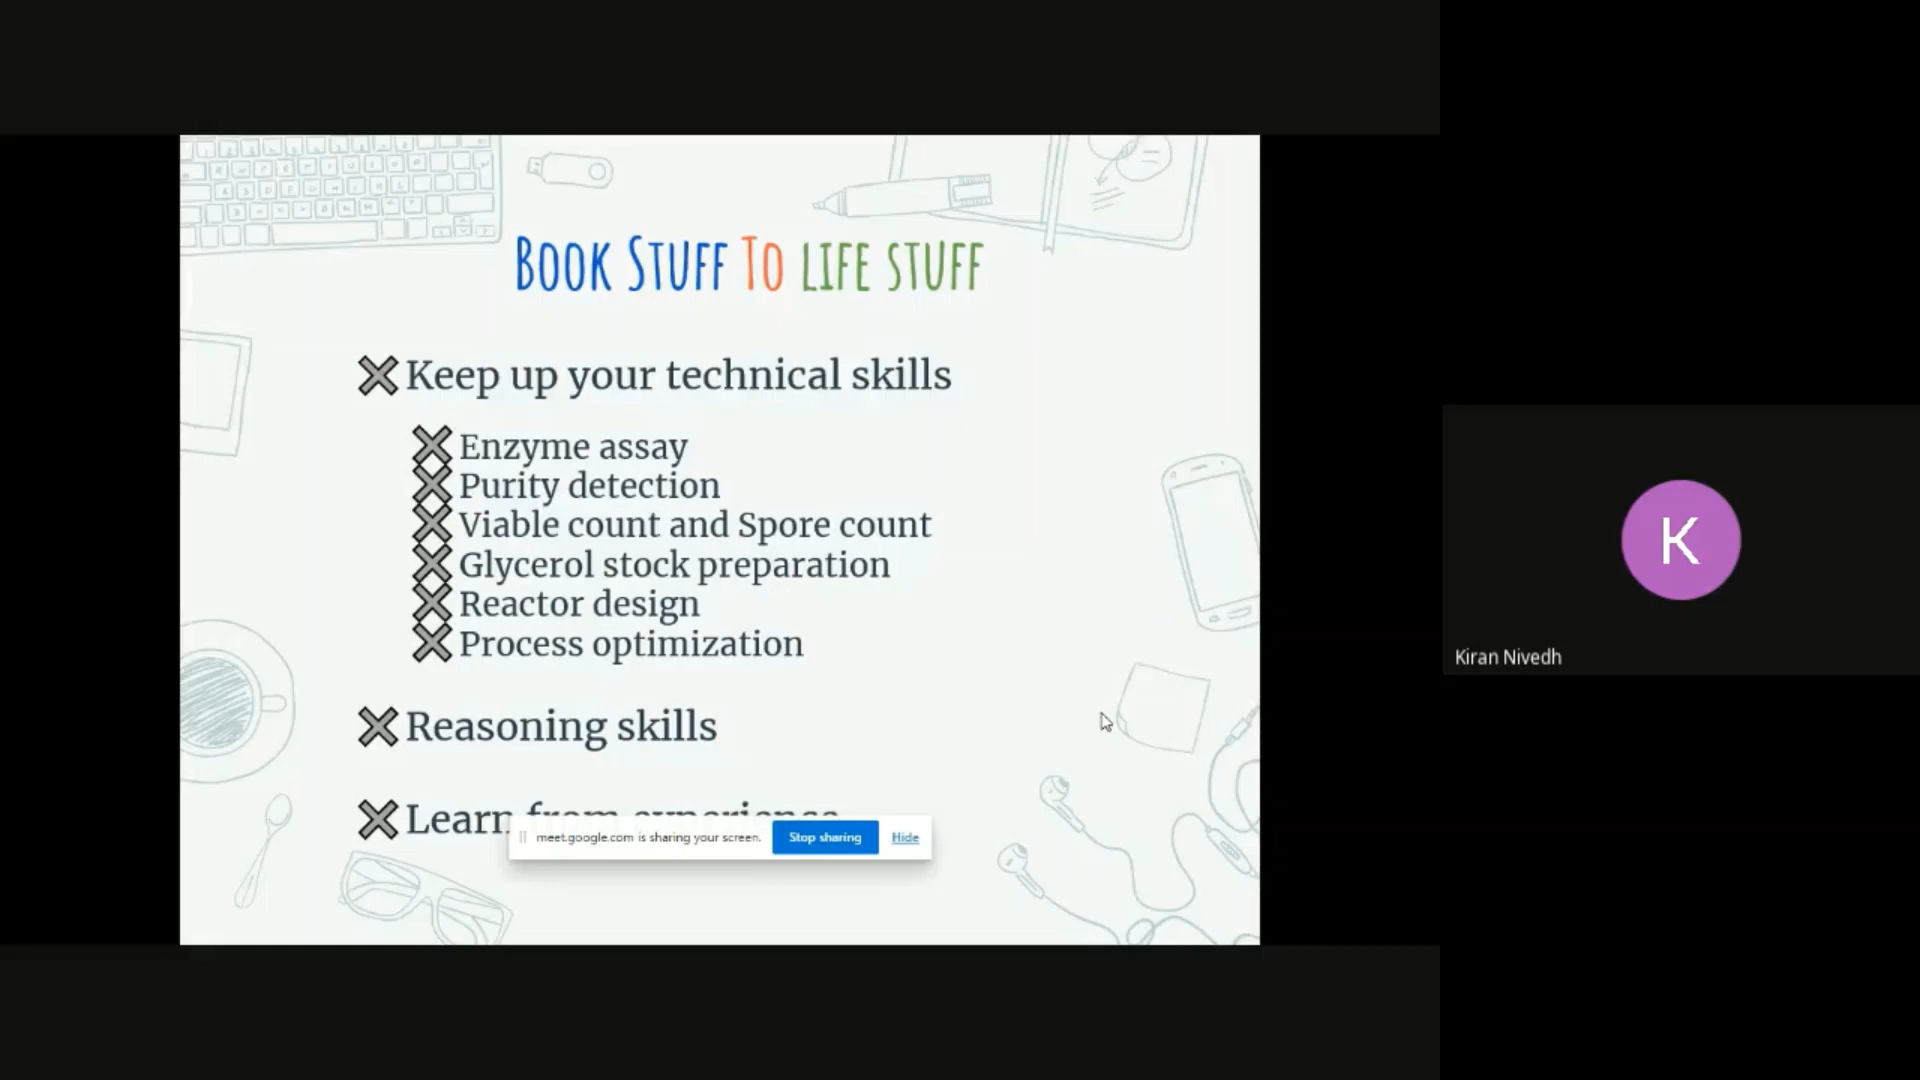 Book Stuff To LIFE STUFF
Keep up your technical skills
Enzyme assay
Purity detection
Viable count and Spore count
Glycerol stock preparation
Reactor design
Process optimization
Reasoning skills
Learn from experience
meet.google.com is sharing your screen. Stop sharing Hide
K
Kiran Nivedh